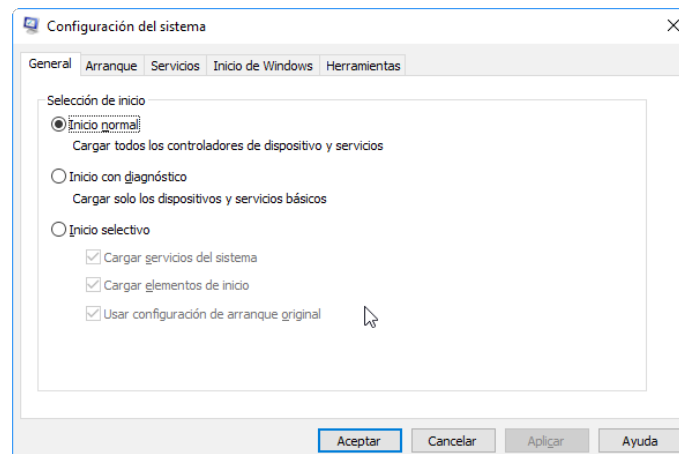 Configuración del sistema
General Arranque Servicios Inicio de Windows Herramientas
Selección de inicio
Inicio normal
Cargar todos los controladores de dispositivo y servicios
Inicio con diagnóstico
Cargar solo los dispositivos y servicios básicos
Inicio selectivo
Cargar servicios del sistema
Cargar elementos de inicio
Usar configuración de arranque original
Aceptar Cancelar Aplicar Ayuda